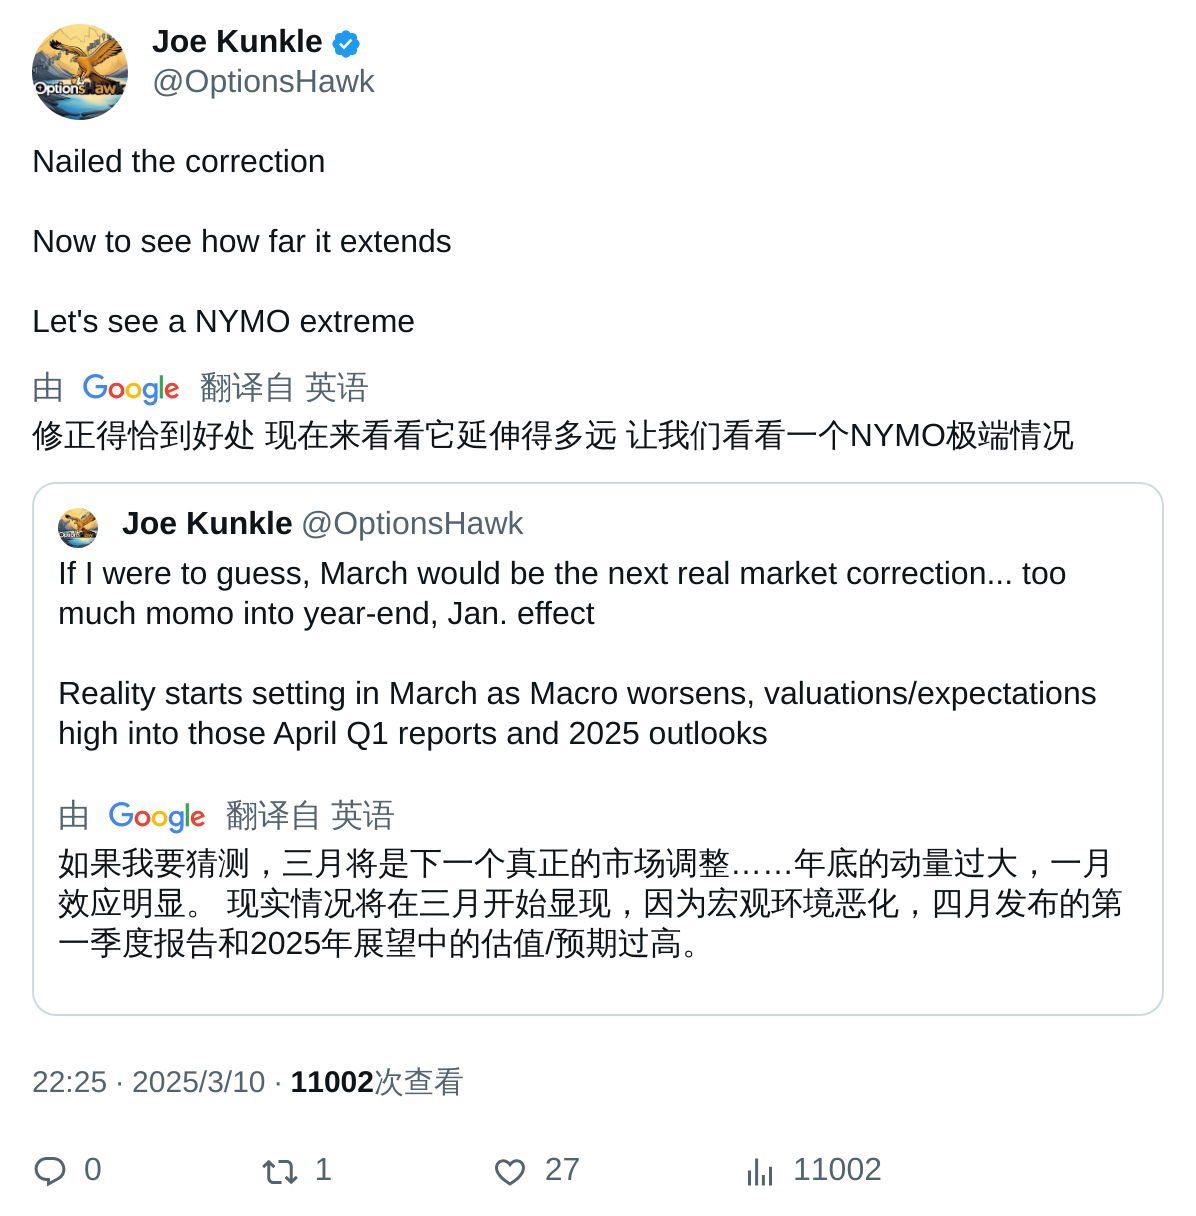 Joe Kunkle
@OptionsHawk
OptionsHawk
Nailed the correction
Now to see how far it extends
Let's see a NYMO extreme
由 Google 翻译自 英语
修正得恰到好处 现在来看看它延伸得多远 让我们看看一个NYMO极端情况
Joe Kunkle @OptionsHawk
If I were to guess, March would be the next real market correction... too
much momo into year-end, Jan. effect
Reality starts setting in March as Macro worsens, valuations/expectations
high into those April Q1 reports and 2025 outlooks
由 Google 翻译自 英语
如果我要猜测，三月将是下一个真正的市场调整……年底的动量过大，一月
效应明显。 现实情况将在三月开始显现，因为宏观环境恶化，四月发布的第
一季度报告和2025年展望中的估值/预期过高。
22:25 · 2025/3/10 · 11002次查看
0 1 27 11002